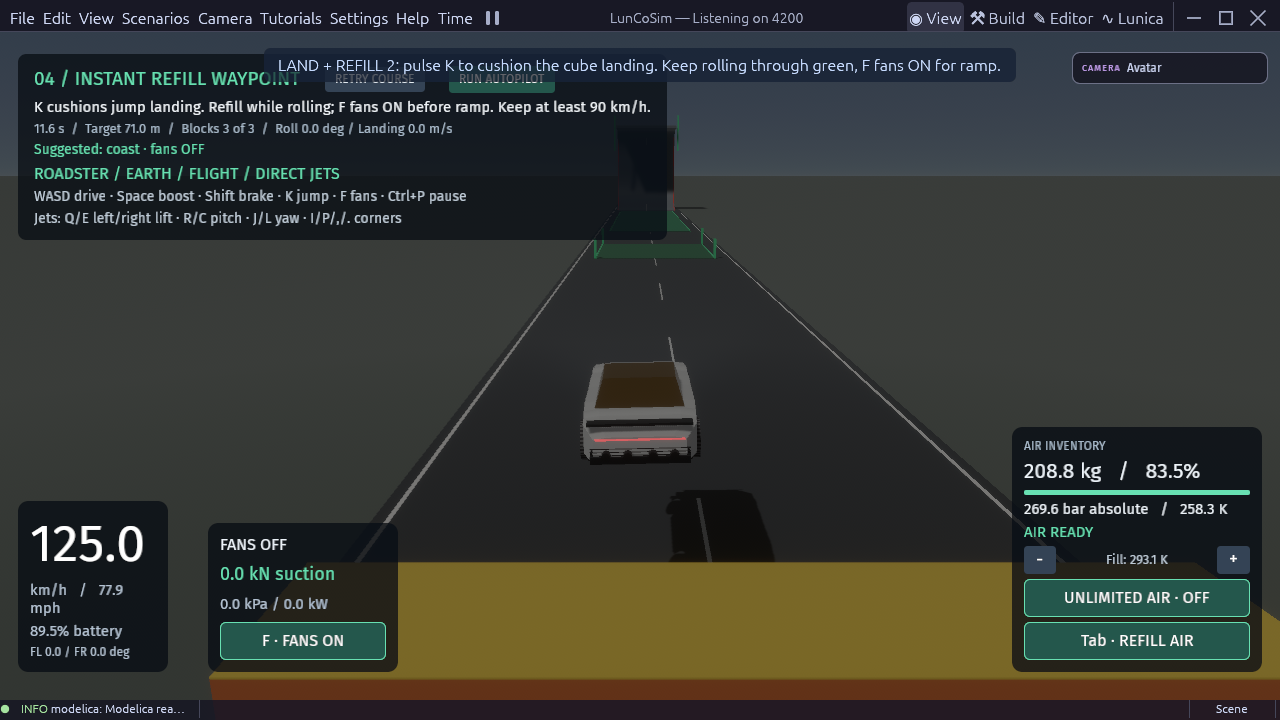 File Edit View Scenarios Camera Tutorials Settings Help Time
LunCoSim — Listening on 4200
View Build Editor Lunica
LAND + REFILL 2: pulse K to cushion the cube landing. Keep rolling through green, F fans ON for ramp.
04 / INSTANT REFILL WAYPOINT
RETRY COURSE
RUN AUTOPILOT
K cushions jump landing. Refill while rolling; F fans ON before ramp. Keep at least 90 km/h.
11.6 s / Target 71.0 m / Blocks 3 of 3 / Roll 0.0 deg / Landing 0.0 m/s
Suggested: coast · fans OFF
ROADSTER / EARTH / FLIGHT / DIRECT JETS
WASD drive · Space boost · Shift brake · K jump · F fans · Ctrl+P pause
Jets: Q/E left/right lift · R/C pitch · J/L yaw · I/P/,/. corners
CAMERA Avatar
125.0
km/h / 77.9
mph
89.5% battery
FL 0.0 / FR 0.0 deg
FANS OFF
0.0 kN suction
0.0 kPa / 0.0 kW
F · FANS ON
AIR INVENTORY
208.8 kg / 83.5%
269.6 bar absolute / 258.3 K
AIR READY
- Fill: 293.1 K +
UNLIMITED AIR · OFF
Tab · REFILL AIR
INFO modelica: Modelica rea...
Scene